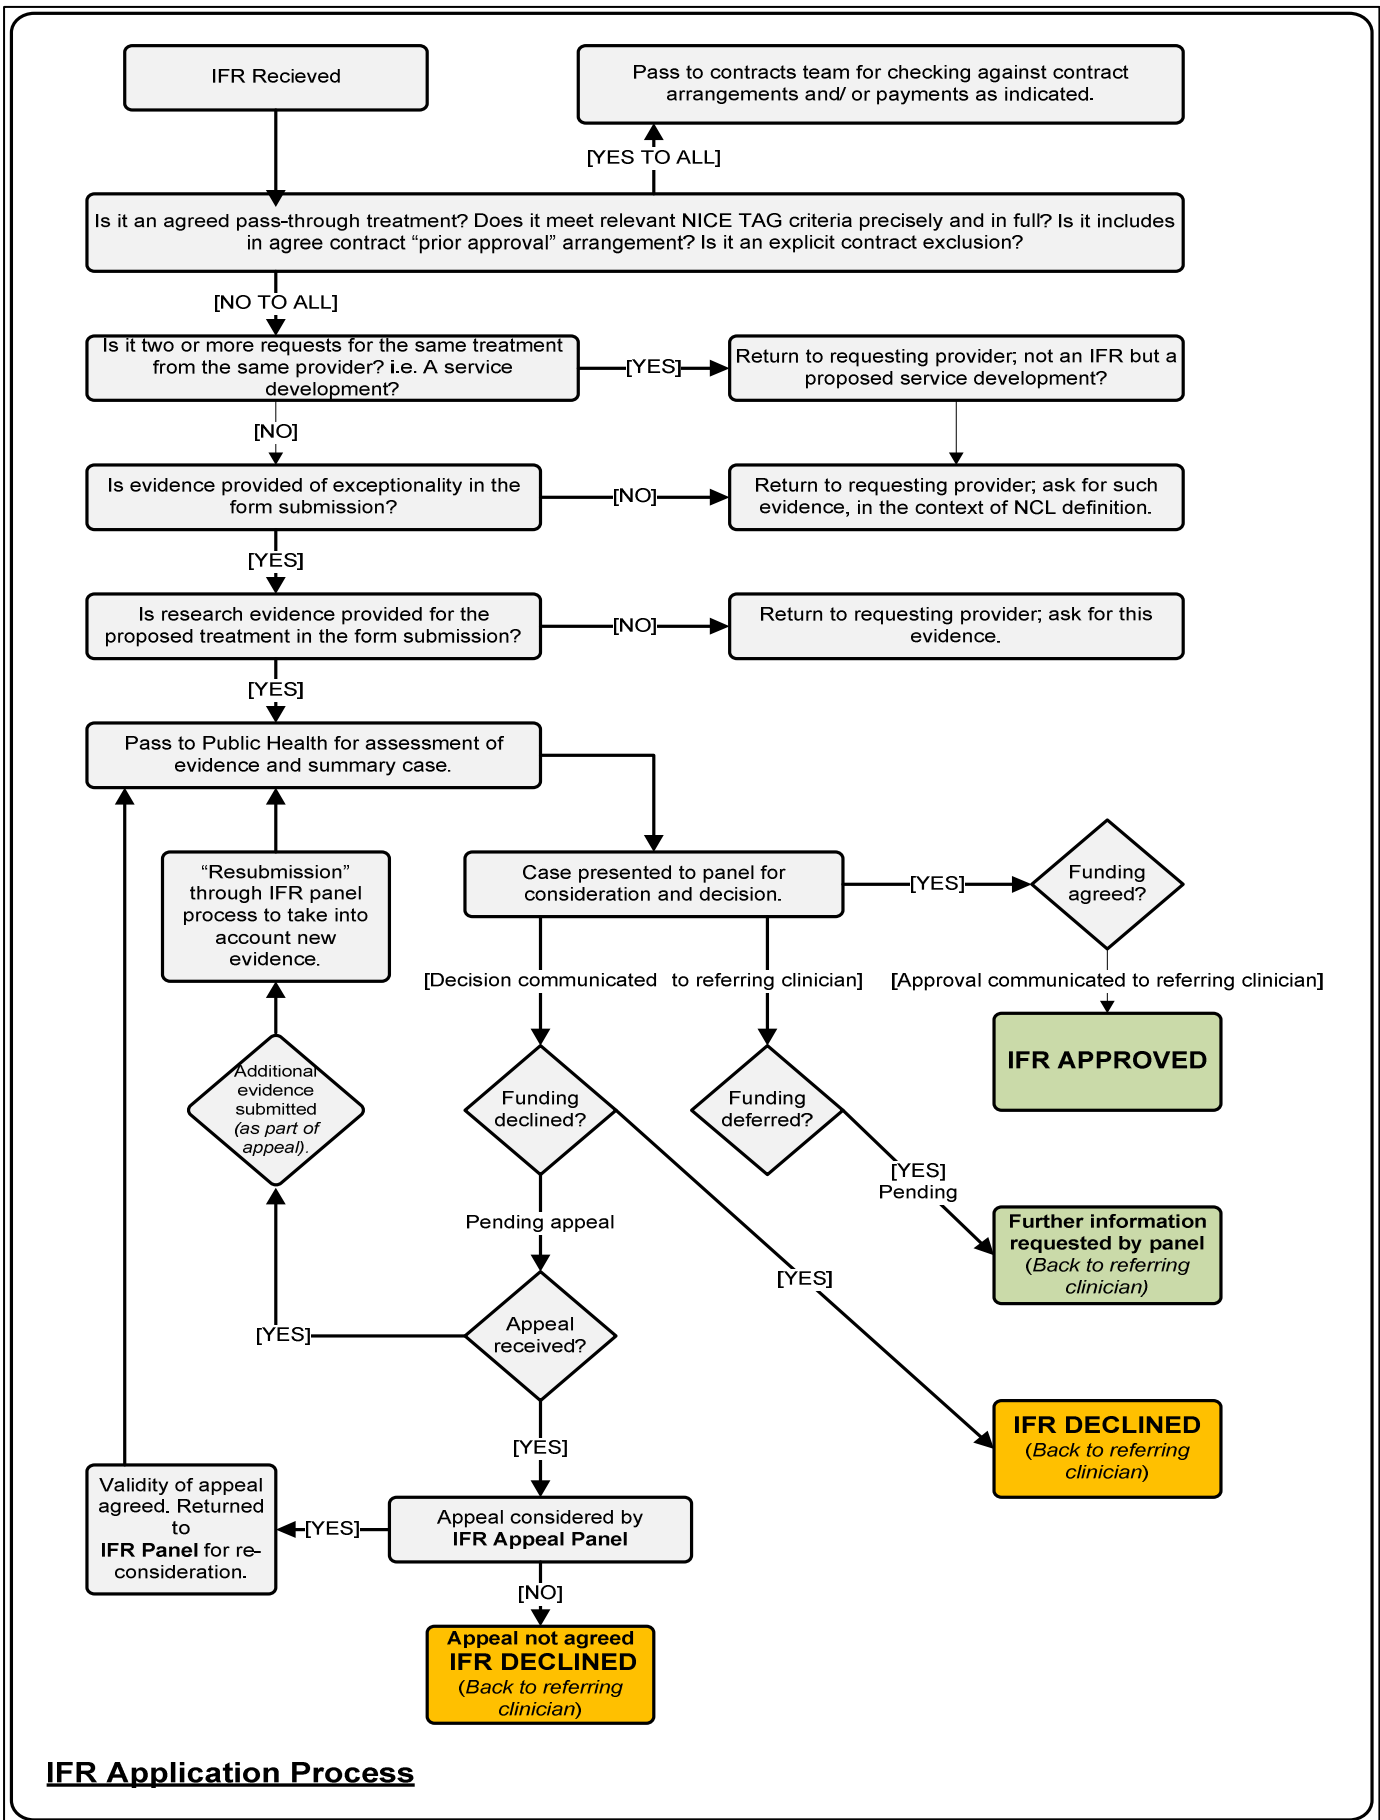 IFR Recieved
Pass to contracts team for checking against contract
arrangements and/ or payments as indicated.
[YES TO ALL]
Is it an agreed pass-through treatment? Does it meet relevant NICE TAG criteria precisely and in full? Is it includes
in agree contract “prior approval” arrangement? Is it an explicit contract exclusion?
[NO TO ALL]
Is it two or more requests for the same treatment
from the same provider? i.e. A service
development?
[YES]
Return to requesting provider; not an IFR but a
proposed service development?
[NO]
Is evidence provided of exceptionality in the
form submission?
[NO]
Return to requesting provider; ask for such
evidence, in the context of NCL definition.
[YES]
Is research evidence provided for the
proposed treatment in the form submission?
[NO]
Return to requesting provider; ask for this
evidence.
[YES]
Pass to Public Health for assessment of
evidence and summary case.
“Resubmission”
through IFR panel
process to take into
account new
evidence.
Case presented to panel for
consideration and decision.
[YES]
Funding
agreed?
[Decision communicated to referring clinician]
[Approval communicated to referring clinician]
IFR APPROVED
Additional
evidence
submitted
(as part of
appeal).
Funding
declined?
Funding
deferred?
[YES]
Pending
Further information
requested by panel
(Back to referring
clinician)
Pending appeal
[YES]
Appeal
received?
[YES]
[YES]
IFR DECLINED
(Back to referring
clinician)
Validity of appeal
agreed. Returned
to
IFR Panel for re-
consideration.
[YES]
Appeal considered by
IFR Appeal Panel
[NO]
Appeal not agreed
IFR DECLINED
(Back to referring
clinician)
IFR Application Process